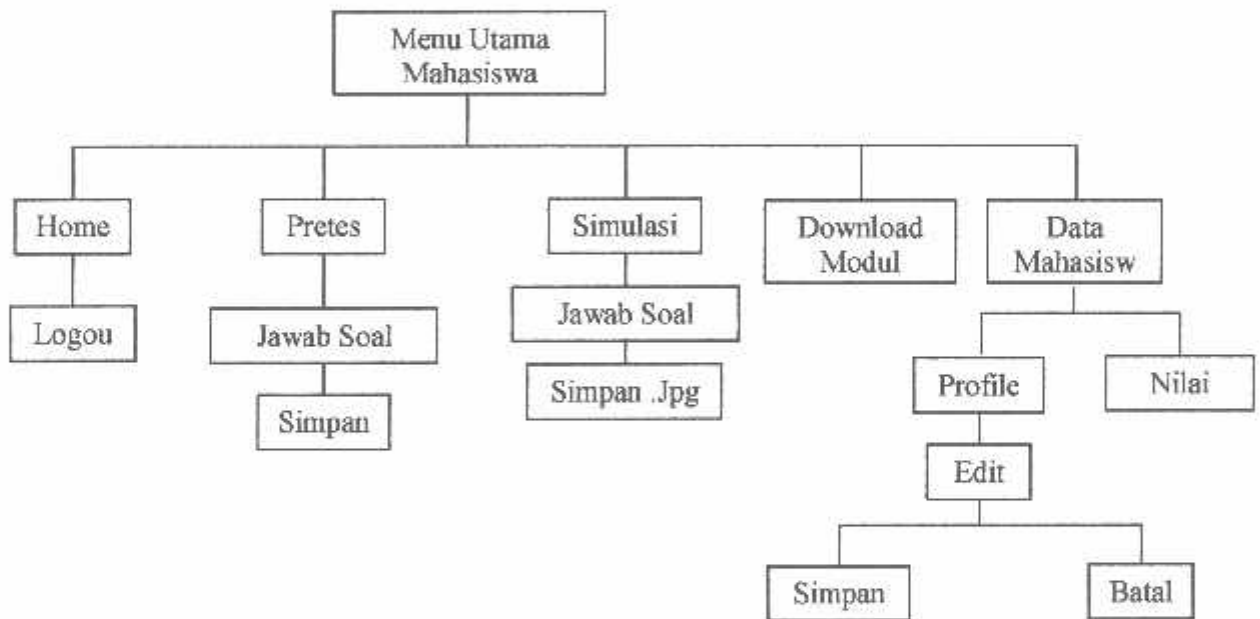 Menu Utama
Mahasiswa
Home
Pretes
Simulasi
Download
Modul
Data
Mahasisw
Logou
Jawab Soal
Simpan
Jawab Soal
Simpan .Jpg
Profile
Nilai
Edit
Simpan
Batal